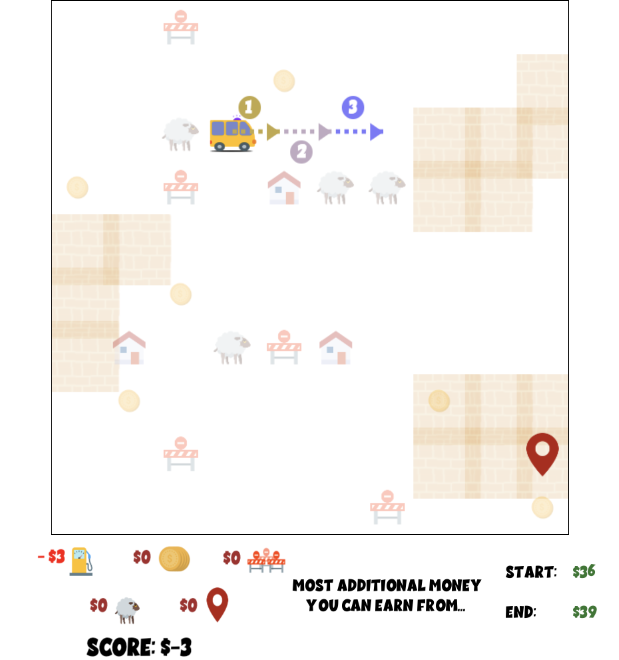 1
3
2
- $3
$0
$0
$0
$0
MOST ADDITIONAL MONEY
YOU CAN EARN FROM...
START: $36
END: $39
SCORE: $-3